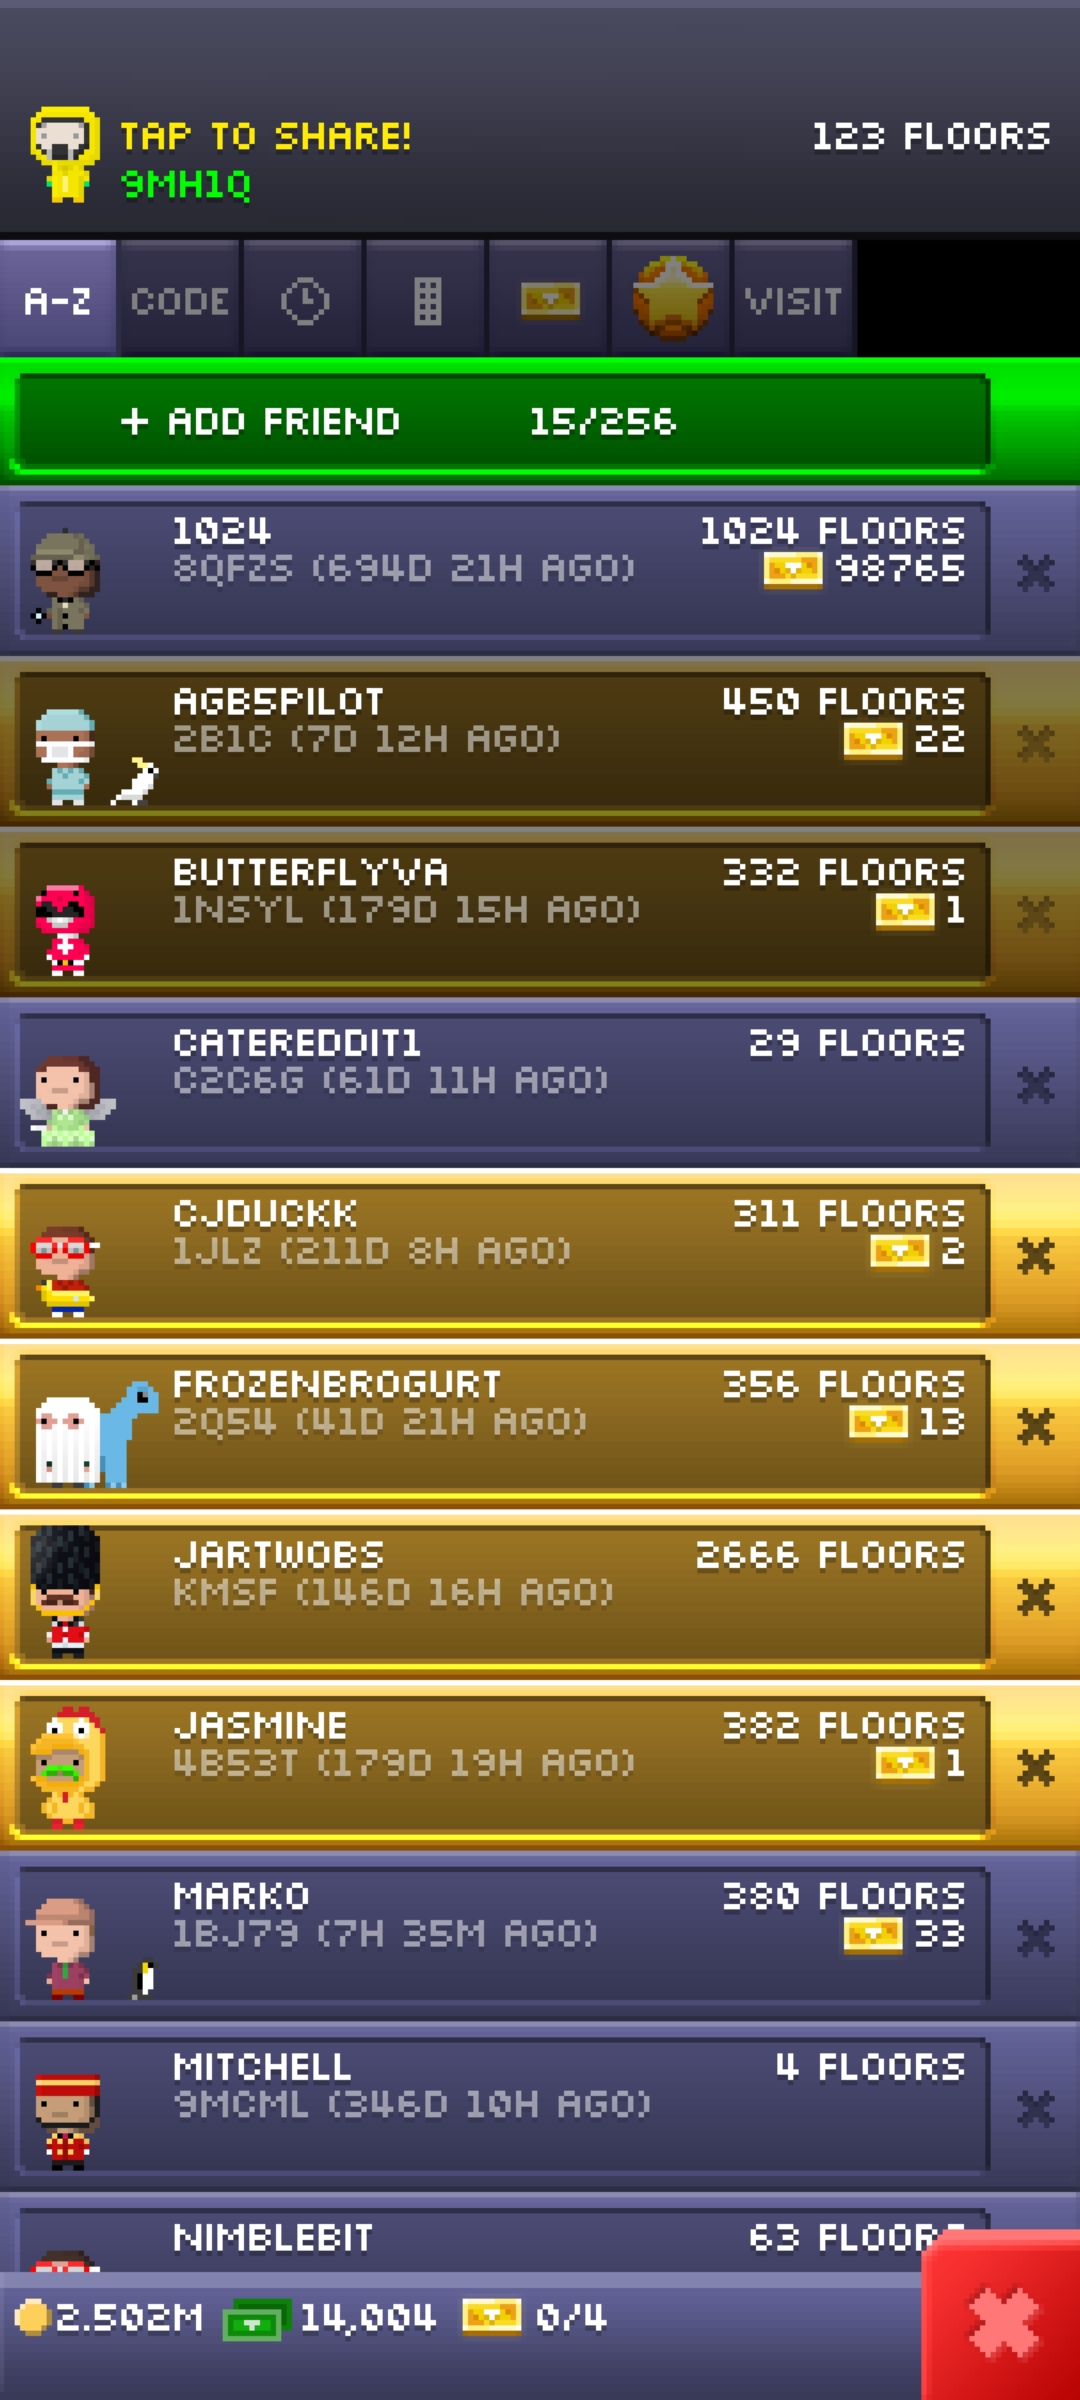 TAP TO SHARE!
123 FLOORS
9MH1Q
A-Z CODE VISIT
+ ADD FRIEND 15/256
1024 1024 FLOORS
8QFZS (694D 21H AGO) 98765
AGB5PILOT 450 FLOORS
2B1C (7D 12H AGO) 22
BUTTERFLYVA 332 FLOORS
1NSYL (179D 15H AGO) 1
CATEREDDIT1 29 FLOORS
C2C6G (61D 11H AGO)
CJDUCKK 311 FLOORS
1JLZ (211D 8H AGO) 2
FROZENBROGURT 356 FLOORS
2Q54 (41D 21H AGO) 13
JARTWOBS 2666 FLOORS
KMSF (146D 16H AGO)
JASMINE 382 FLOORS
4B53T (179D 19H AGO) 1
MARKO 380 FLOORS
1BJ79 (7H 35M AGO) 33
MITCHELL 4 FLOORS
9MCML (346D 10H AGO)
NIMBLEBIT 63 FLOORS
2.502M 14,004 0/4